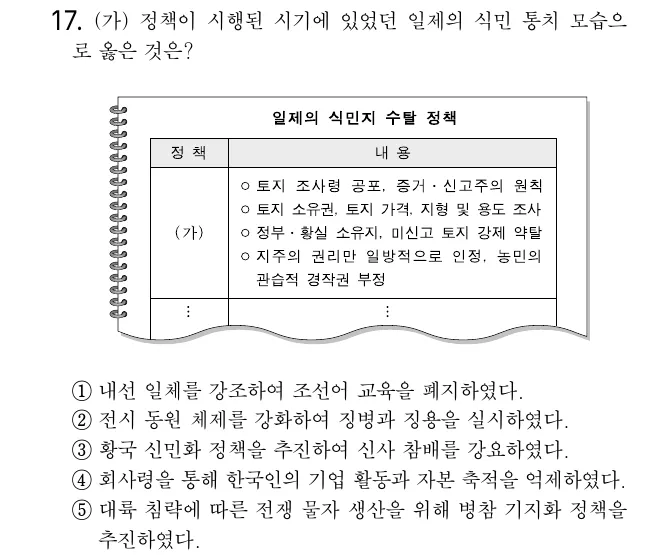 17. (가) 정책이 시행된 시기에 있었던 일제의 식민 통치 모습으
로 옳은 것은?
일제의 식민지 수탈 정책
정 책 내 용
(가)
○ 토지 조사령 공포, 증거 · 신고주의 원칙
○ 토지 소유권, 토지 가격, 지형 및 용도 조사
○ 정부 · 황실 소유지, 미신고 토지 강제 약탈
○ 지주의 권리만 일방적으로 인정, 농민의
관습적 경작권 부정
⋮ ⋮
① 내선 일체를 강조하여 조선어 교육을 폐지하였다.
② 전시 동원 체제를 강화하여 징병과 징용을 실시하였다.
③ 황국 신민화 정책을 추진하여 신사 참배를 강요하였다.
④ 회사령을 통해 한국인의 기업 활동과 자본 축적을 억제하였다.
⑤ 대륙 침략에 따른 전쟁 물자 생산을 위해 병참 기지화 정책을
추진하였다.